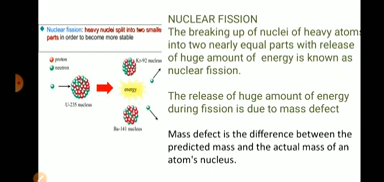 Nuclear fission: heavy nuclei split into two smalle
parts in order to become more stable
proton
neutron
Kr-92 nucleus
energy
U-235 nucleus
Ba-141 nucleus
NUCLEAR FISSION
The breaking up of nuclei of heavy atoms
into two nearly equal parts with release
of huge amount of energy is known as
nuclear fission.
The release of huge amount of energy
during fission is due to mass defect
Mass defect is the difference between the
predicted mass and the actual mass of an
atom's nucleus.